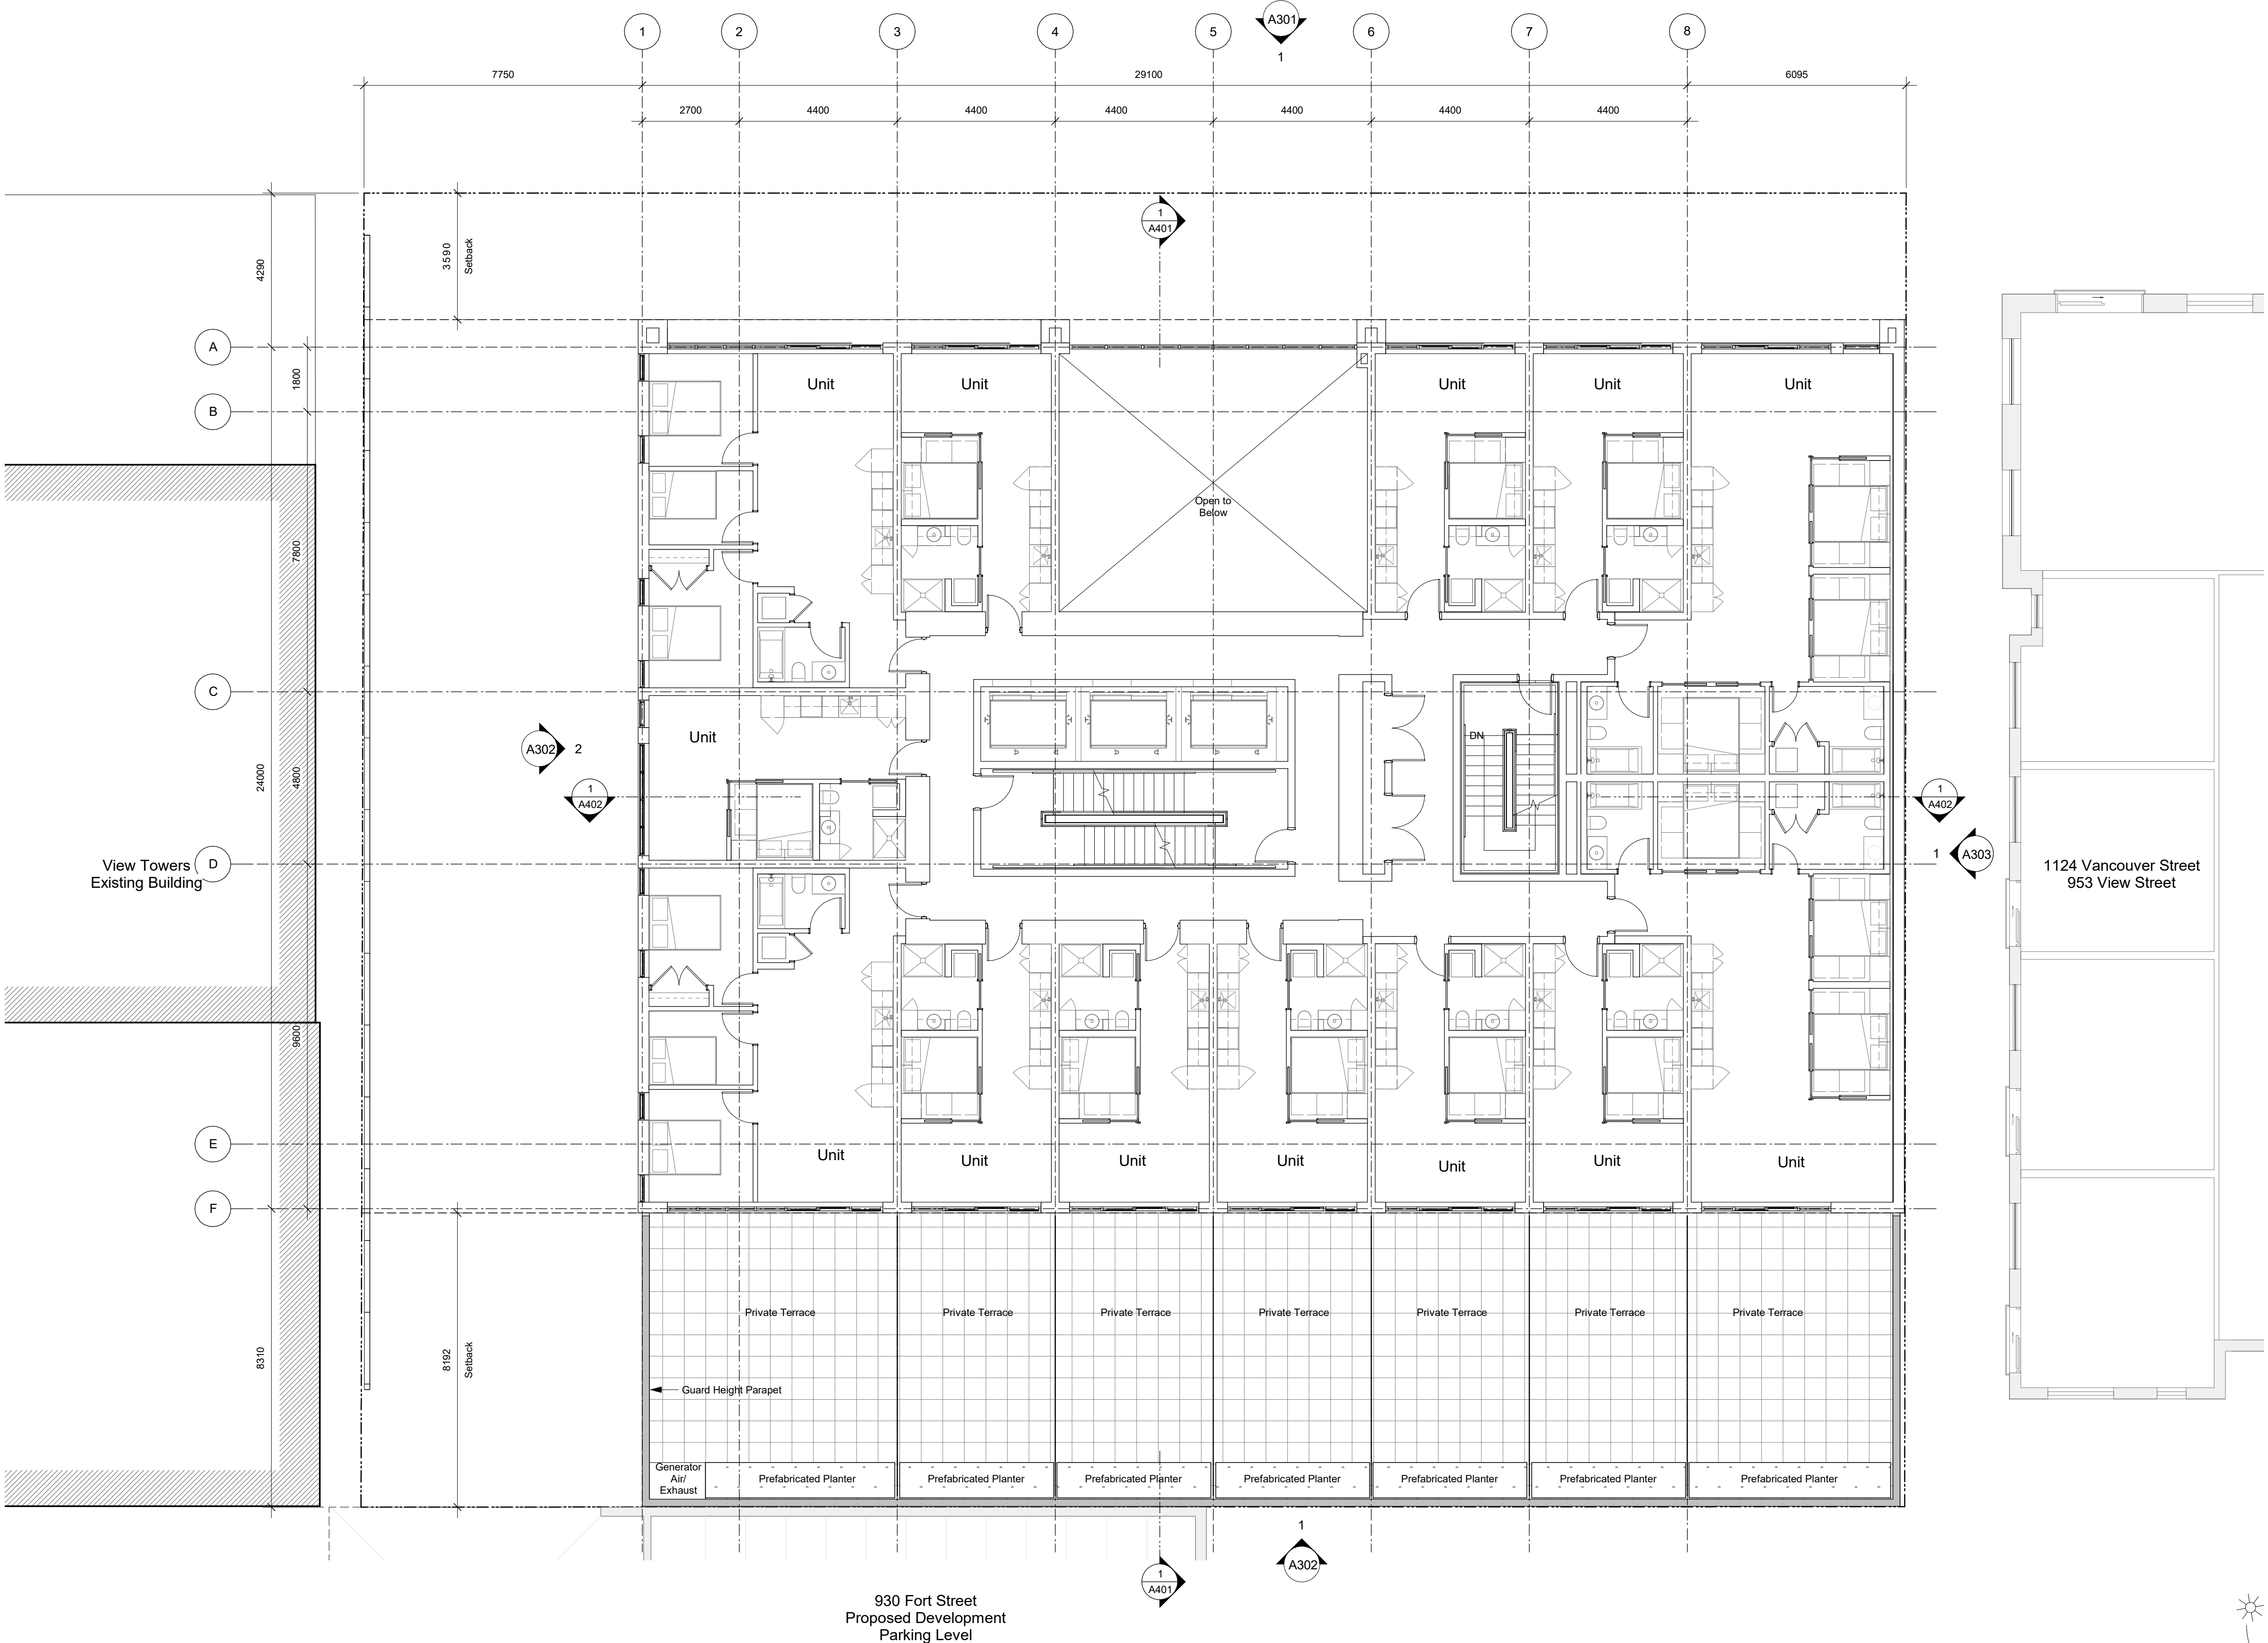 A301
1
1
2
3
4
5
6
7
8
7750
29100
6095
2700
4400
4400
4400
4400
4400
4400
1
A401
3590
Setback
4290
A
1800
B
Unit
Unit
Unit
Unit
Unit
Open to
Below
7800
C
A302
2
Unit
DN
24000
4800
1
A402
1
A402
View Towers
Existing Building
D
1
A303
1124 Vancouver Street
953 View Street
9600
E
Unit
Unit
Unit
Unit
Unit
Unit
Unit
F
Private Terrace
Private Terrace
Private Terrace
Private Terrace
Private Terrace
Private Terrace
Private Terrace
8310
8192
Setback
Guard Height Parapet
Generator
Air/
Exhaust
Prefabricated Planter
Prefabricated Planter
Prefabricated Planter
Prefabricated Planter
Prefabricated Planter
Prefabricated Planter
Prefabricated Planter
1
A302
1
A401
930 Fort Street
Proposed Development
Parking Level